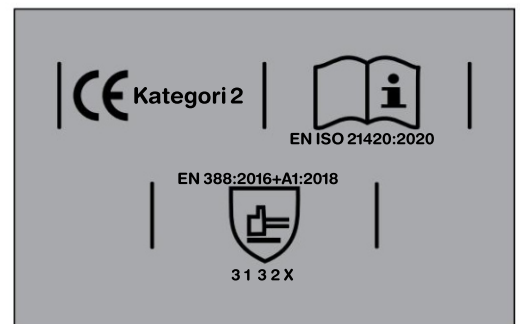 CE Kategori 2
i
EN ISO 21420:2020
EN 388:2016+A1:2018
3 1 3 2 X